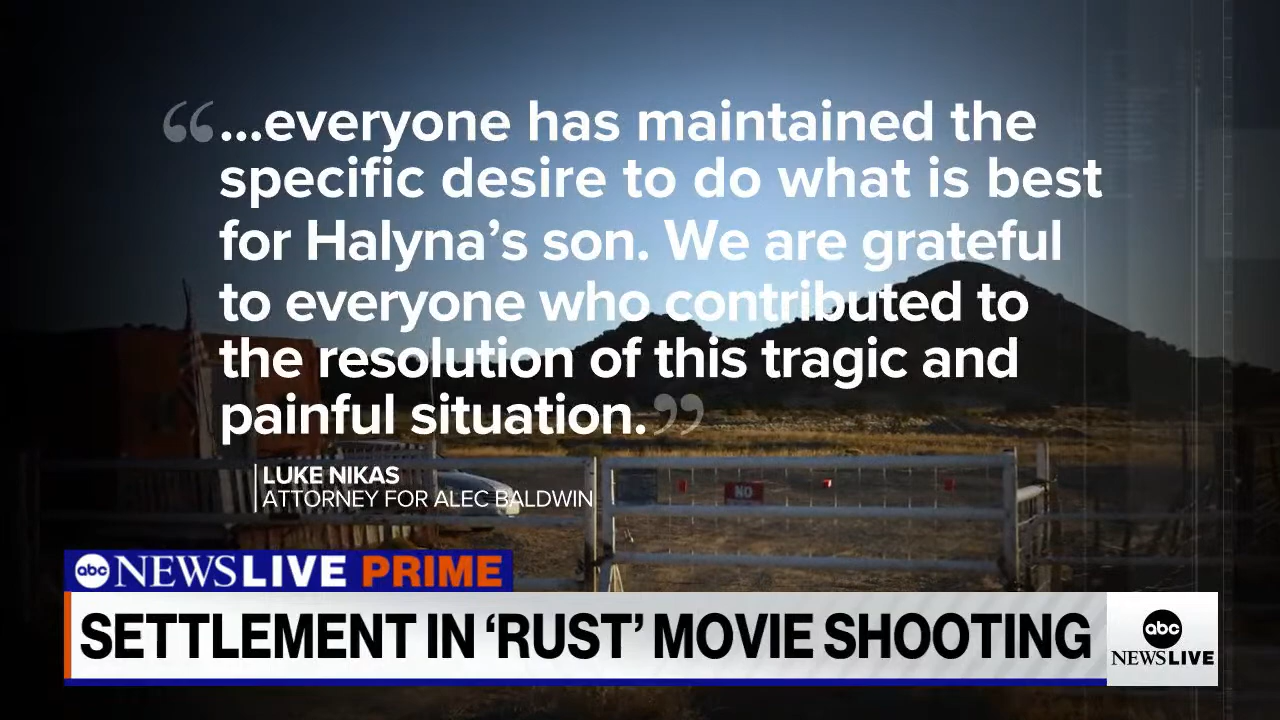 “...everyone has maintained the
specific desire to do what is best
for Halyna’s son. We are grateful
to everyone who contributed to
the resolution of this tragic and
painful situation.”
LUKE NIKAS
ATTORNEY FOR ALEC BALDWIN
NO
abc NEWS LIVE PRIME
SETTLEMENT IN ‘RUST’ MOVIE SHOOTING
abc
NEWS LIVE